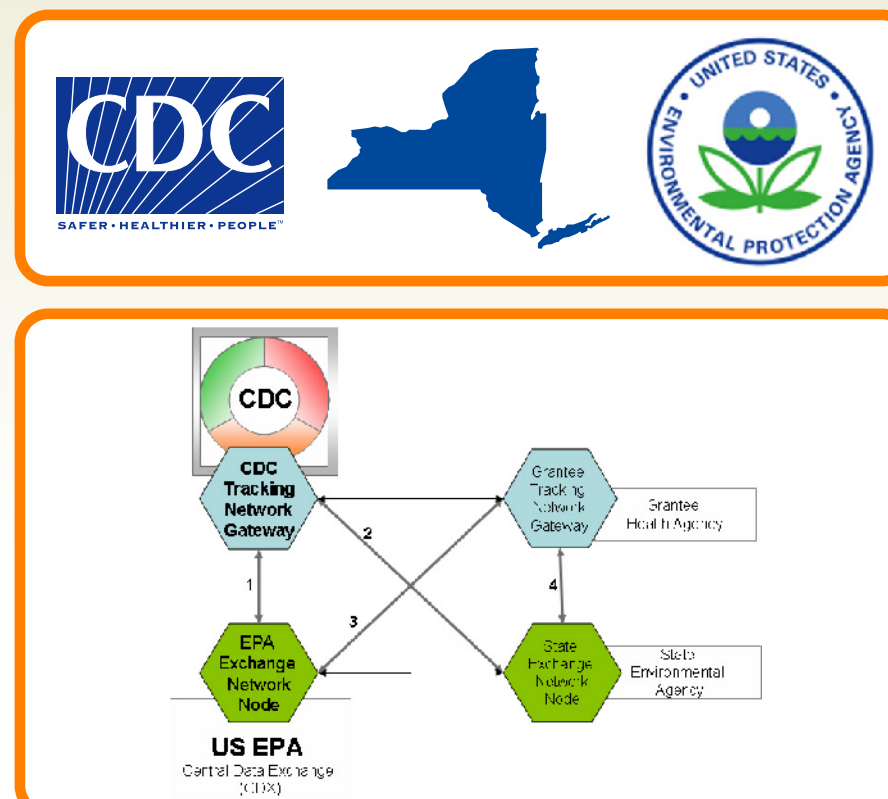 CDC
SAFER•HEALTHIER•PEOPLE™
UNITED STATES • ENVIRONMENTAL PROTECTION AGENCY •
CDC
CDC
Tracking
Network
Gateway
Grantee
Tracking
Network
Gateway
Grantee
Health Agency
1
2
3
4
EPA
Exchange
Network
Node
State
Exchange
Network
Node
State
Environmental
Agency
US EPA
Central Data Exchange
(CDX)